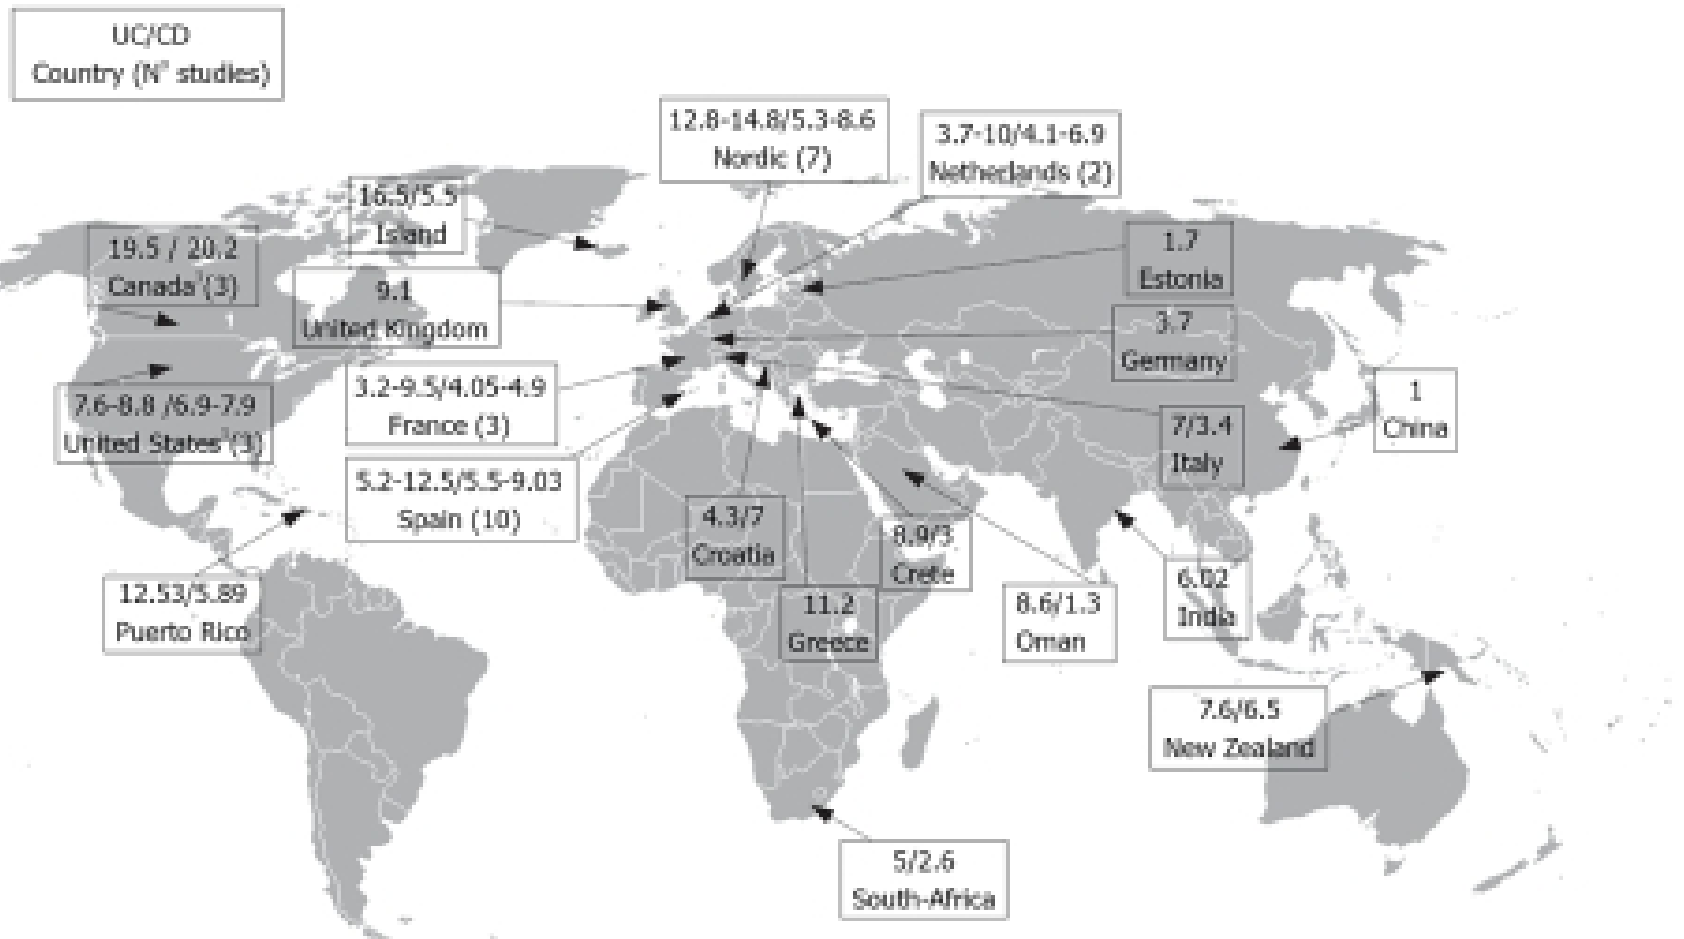 UC/CD
Country (N° studies)
12.8-14.8/5.3-8.6
Nordic (7)
3.7-10/4.1-6.9
Netherlands (2)
16.5/5.5
Island
19.5 / 20.2
Canada¹(3)
9.1
United Kingdom
1.7
Estonia
3.7
Germany
7.6-8.8 /6.9-7.9
United States¹(3)
3.2-9.5/4.05-4.9
France (3)
1
China
7/3.4
Italy
5.2-12.5/5.5-9.03
Spain (10)
4.3/7
Croatia
8.9/3
Crete
12.53/5.89
Puerto Rico
11.2
Greece
8.6/1.3
Oman
6.02
India
7.6/6.5
New Zealand
5/2.6
South-Africa